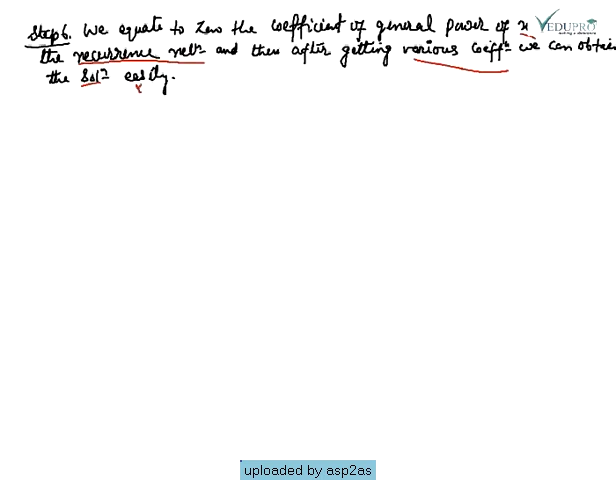 Step 6. We equate to zero the coefficient of general power of x
VEDUPRO
the recurrence relⁿ and then after getting various coeffⁿ we can obtain
the Solⁿ easily.
uploaded by asp2as